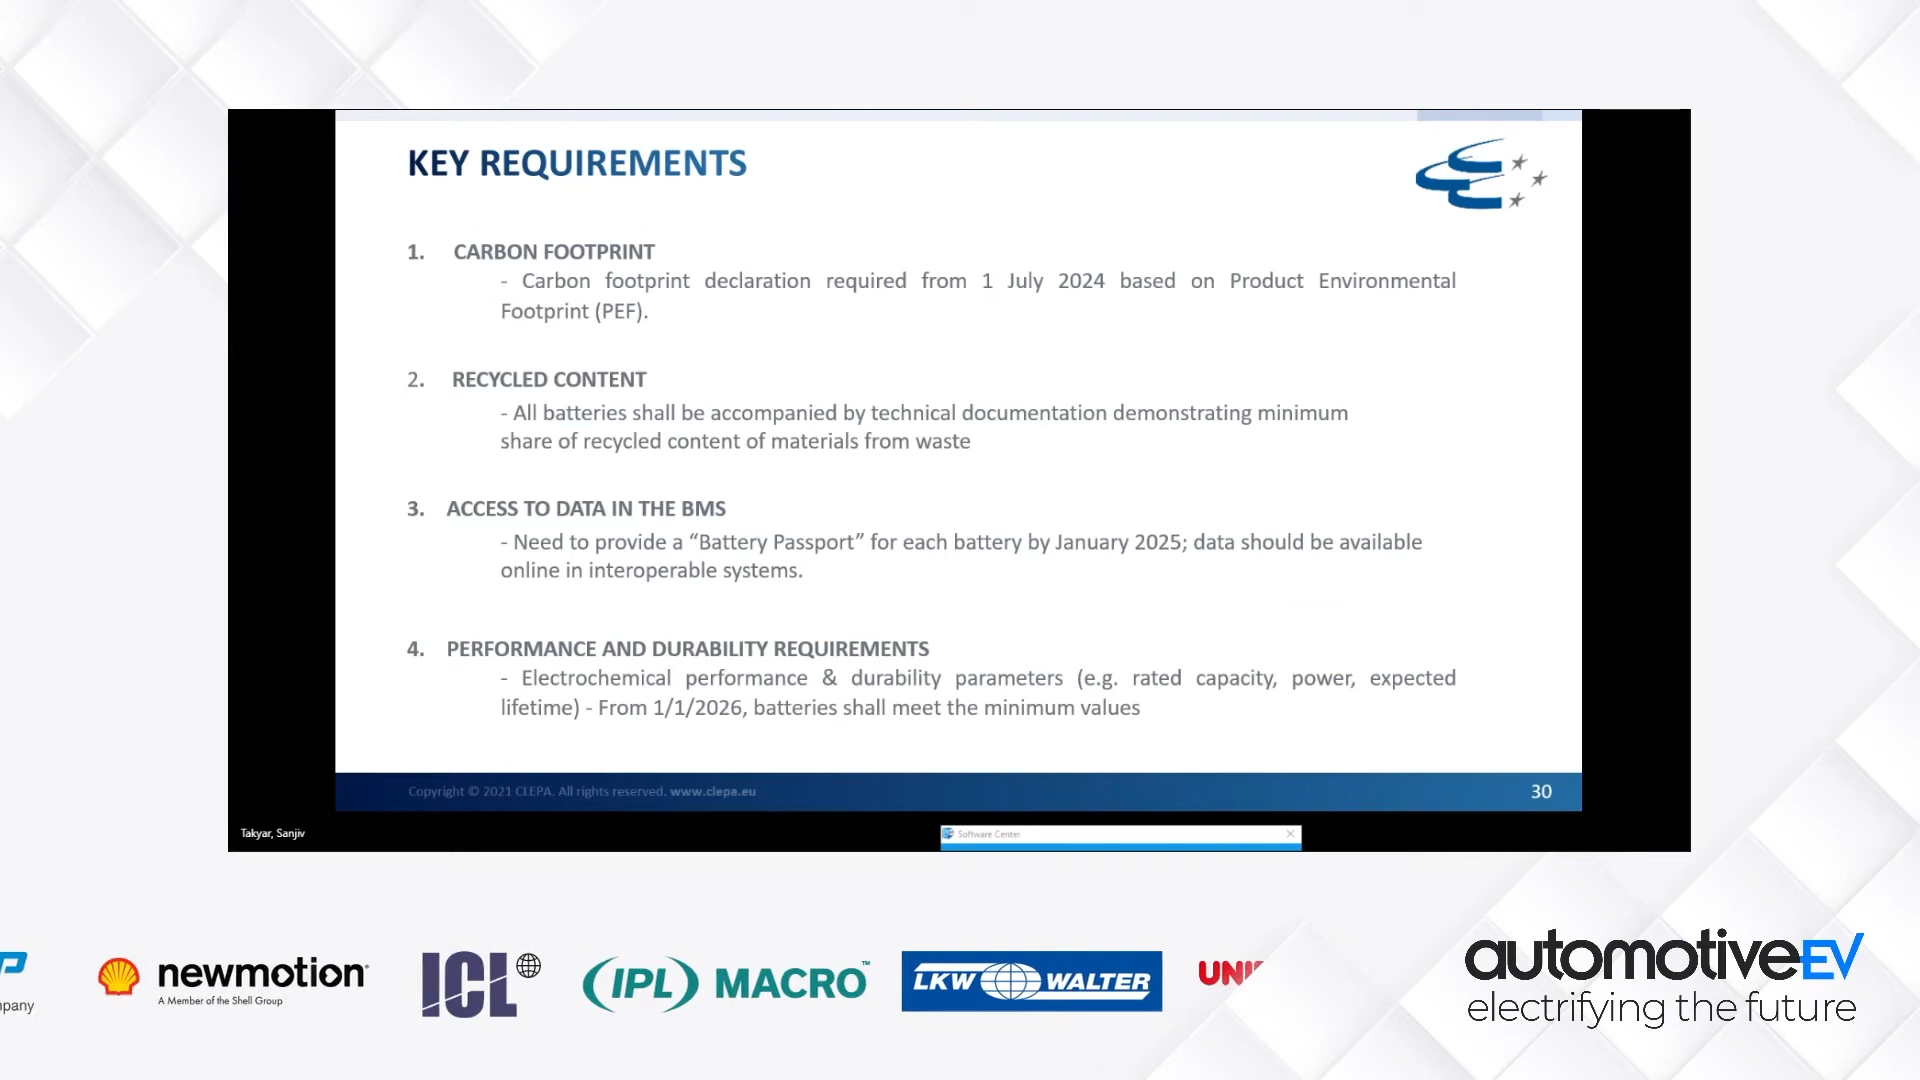 KEY REQUIREMENTS
1. CARBON FOOTPRINT
- Carbon footprint declaration required from 1 July 2024 based on Product Environmental
Footprint (PEF).
2. RECYCLED CONTENT
- All batteries shall be accompanied by technical documentation demonstrating minimum
share of recycled content of materials from waste
3. ACCESS TO DATA IN THE BMS
- Need to provide a “Battery Passport” for each battery by January 2025; data should be available
online in interoperable systems.
4. PERFORMANCE AND DURABILITY REQUIREMENTS
- Electrochemical performance & durability parameters (e.g. rated capacity, power, expected
lifetime) - From 1/1/2026, batteries shall meet the minimum values
Copyright © 2021 CLEPA. All rights reserved. www.clepa.eu
30
Takyar, Sanjiv
Software Center
newmotion
A Member of the Shell Group
ICL
(IPL) MACRO™
LKW WALTER
automotiveEV
electrifying the future